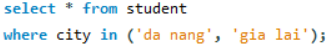 select * from student
where city in ('da nang', 'gia lai');